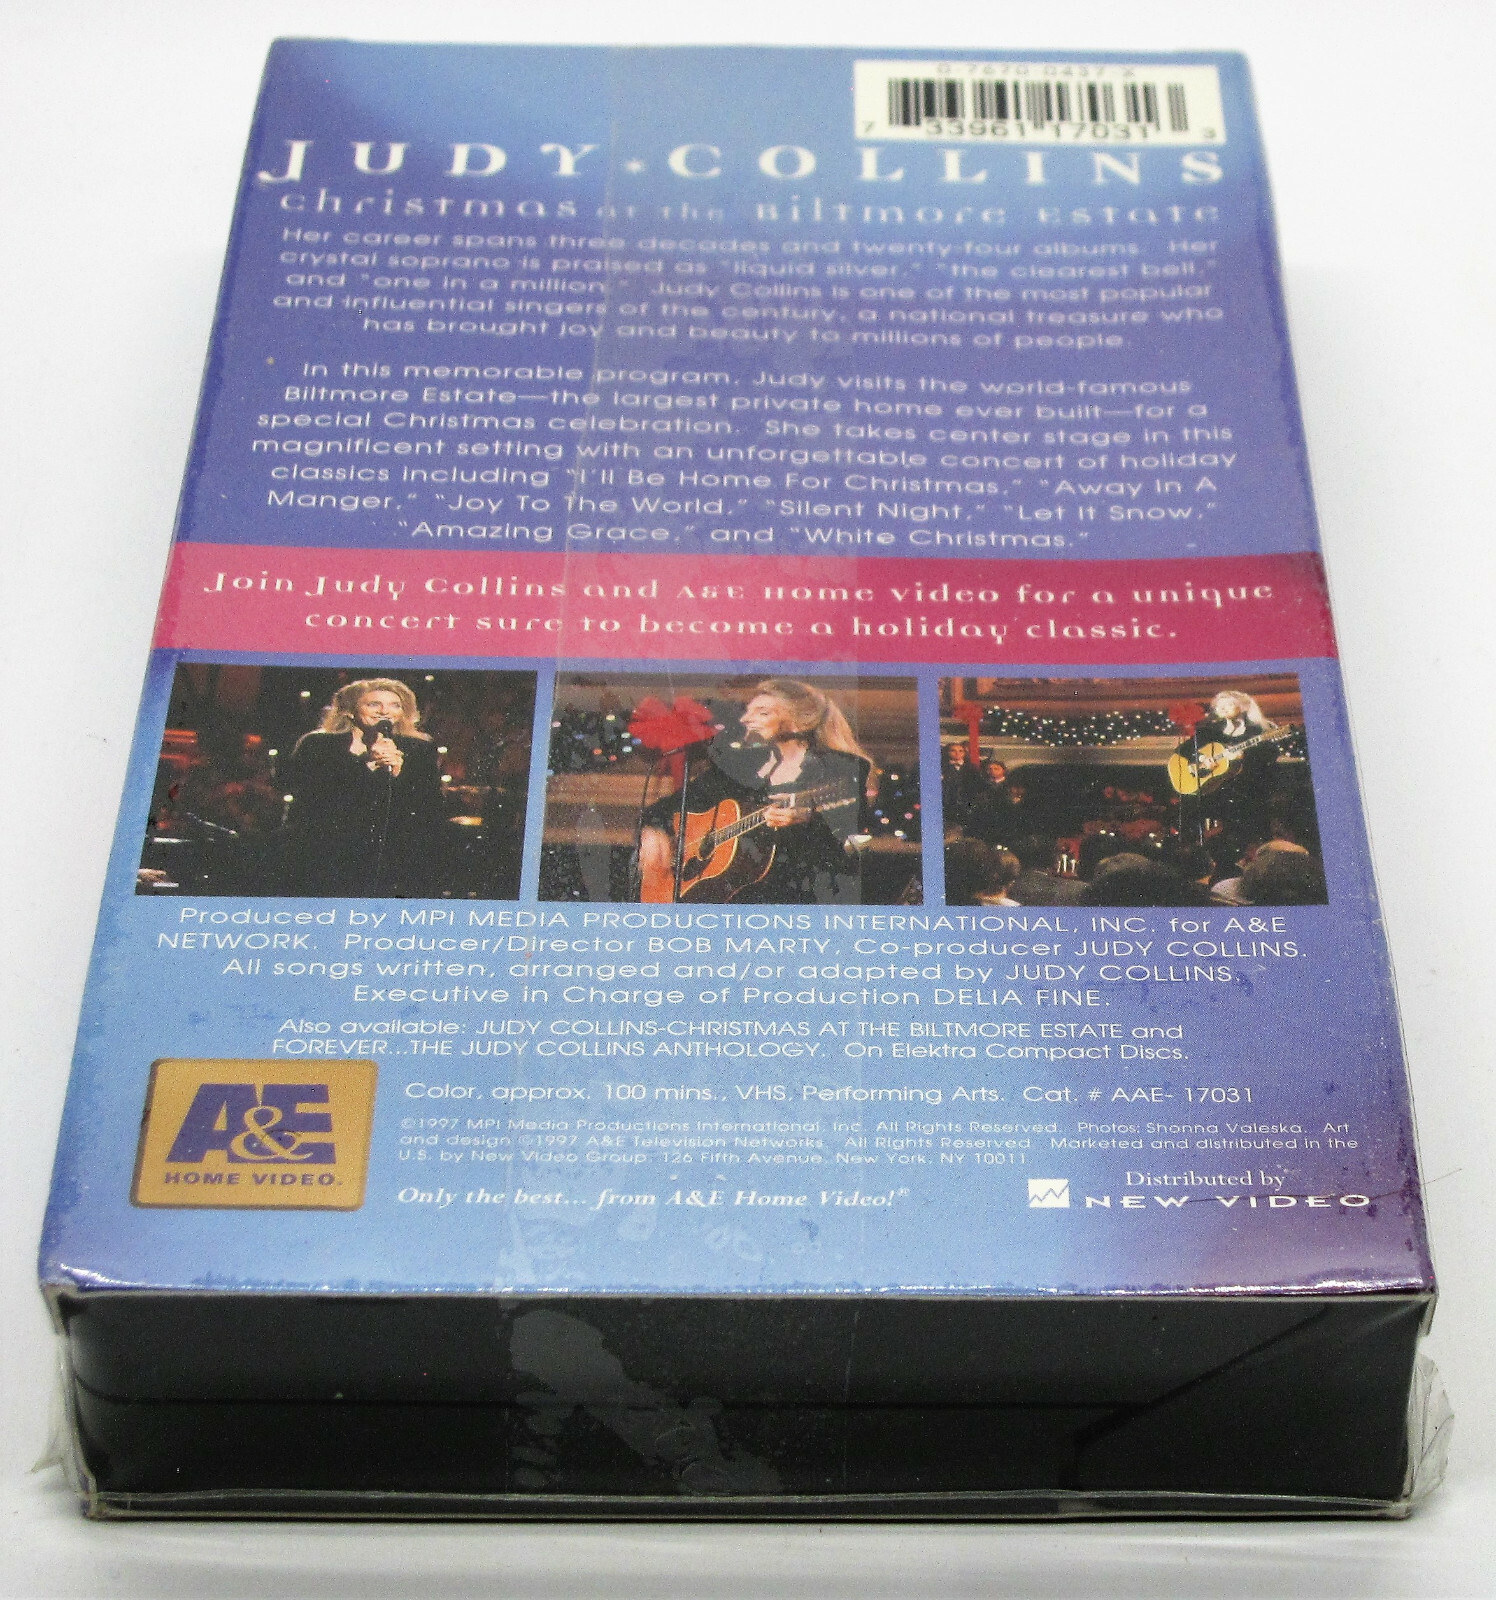 0-7670-0437-X
7 33961 17031 3
JUDY COLLINS
Christmas at the Biltmore Estate
Her career spans three decades and twenty-four albums. Her
crystal soprano is praised as "liquid silver," "the clearest bell,"
and "one in a million." Judy Collins is one of the most popular
and influential singers of the century, a national treasure who
has brought joy and beauty to millions of people.
In this memorable program, Judy visits the world-famous
Biltmore Estate—the largest private home ever built—for a
special Christmas celebration. She takes center stage in this
magnificent setting with an unforgettable concert of holiday
classics including "I'll Be Home For Christmas," "Away In A
Manger," "Joy To The World," "Silent Night," "Let It Snow,"
"Amazing Grace," and "White Christmas."
Join Judy Collins and A&E Home Video for a unique
concert sure to become a holiday classic.
Produced by MPI MEDIA PRODUCTIONS INTERNATIONAL, INC. for A&E
NETWORK. Producer/Director BOB MARTY, Co-producer JUDY COLLINS.
All songs written, arranged and/or adapted by JUDY COLLINS.
Executive in Charge of Production DELIA FINE.
Also available: JUDY COLLINS-CHRISTMAS AT THE BILTMORE ESTATE and
FOREVER...THE JUDY COLLINS ANTHOLOGY. On Elektra Compact Discs.
A&E
HOME VIDEO.
Color, approx. 100 mins., VHS, Performing Arts. Cat. # AAE- 17031
©1997 MPI Media Productions International, Inc. All Rights Reserved. Photos: Shonna Valeska. Art
and design ©1997 A&E Television Networks. All Rights Reserved. Marketed and distributed in the
U.S. by New Video Group, 126 Fifth Avenue, New York, NY 10011
Only the best... from A&E Home Video!®
Distributed by
NEW VIDEO